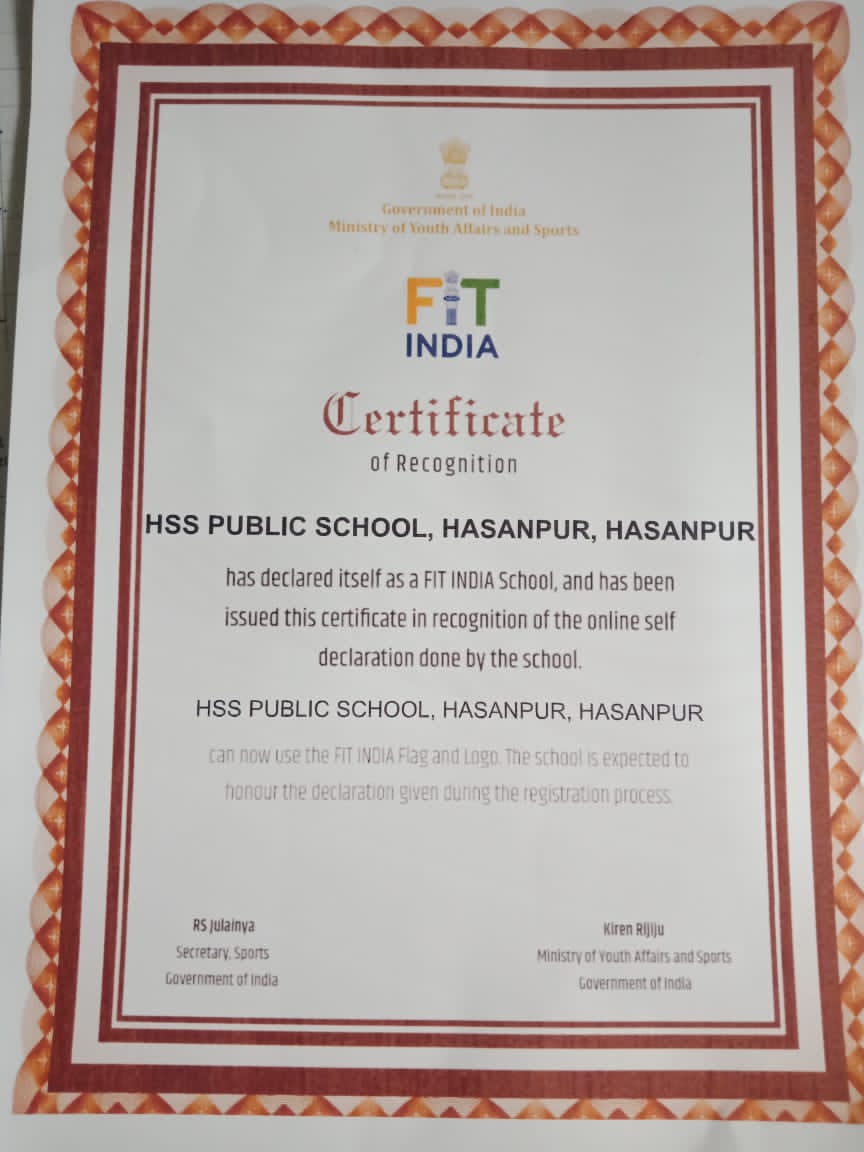 Government of India
Ministry of Youth Affairs and Sports
FiT
INDIA
Certificate
of Recognition
HSS PUBLIC SCHOOL, HASANPUR, HASANPUR
has declared itself as a FIT INDIA School, and has been
issued this certificate in recognition of the online self
declaration done by the school.
HSS PUBLIC SCHOOL, HASANPUR, HASANPUR
can now use the FIT INDIA Flag and Logo. The school is expected to
honour the declaration given during the registration process.
RS Julainya
Secretary, Sports
Government of India
Kiren Rijiju
Ministry of Youth Affairs and Sports
Government of India